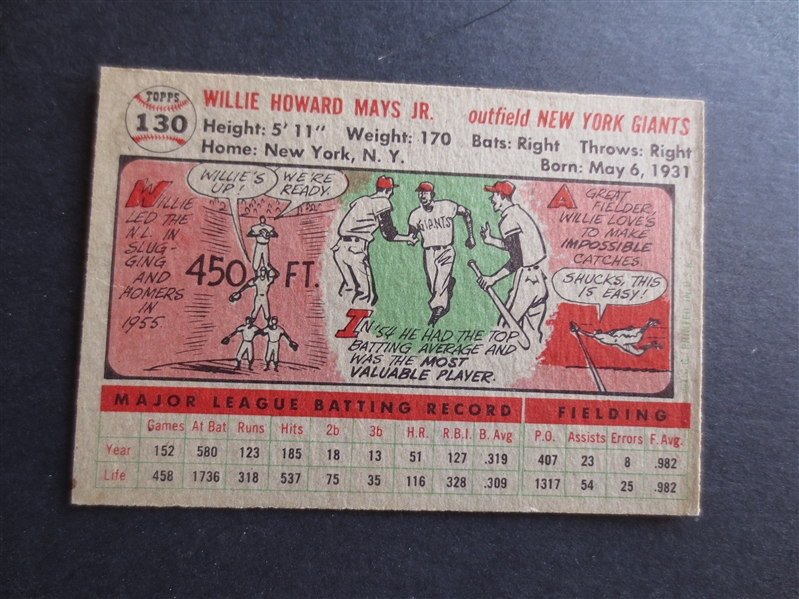 TOPPS
130
WILLIE HOWARD MAYS JR. outfield NEW YORK GIANTS
Height: 5' 11" Weight: 170 Bats: Right Throws: Right
Home: New York, N. Y. Born: May 6, 1931
WILLIE
LED THE
N.L. IN
SLUG-
GING
AND
HOMERS
IN
1955.
WILLIE'S
UP!
WE'RE
READY.
450 FT.
GIANTS
IN '54 HE HAD THE TOP
BATTING AVERAGE AND
WAS THE MOST
VALUABLE PLAYER.
A GREAT
FIELDER,
WILLIE LOVES
TO MAKE
IMPOSSIBLE
CATCHES.
SHUCKS, THIS
IS EASY!
MAJOR LEAGUE BATTING RECORD FIELDING
Games At Bat Runs Hits 2b 3b H.R. R.B.I. B. Avg P.O. Assists Errors F. Avg.
Year 152 580 123 185 18 13 51 127 .319 407 23 8 .982
Life 458 1736 318 537 75 35 116 328 .309 1317 54 25 .982